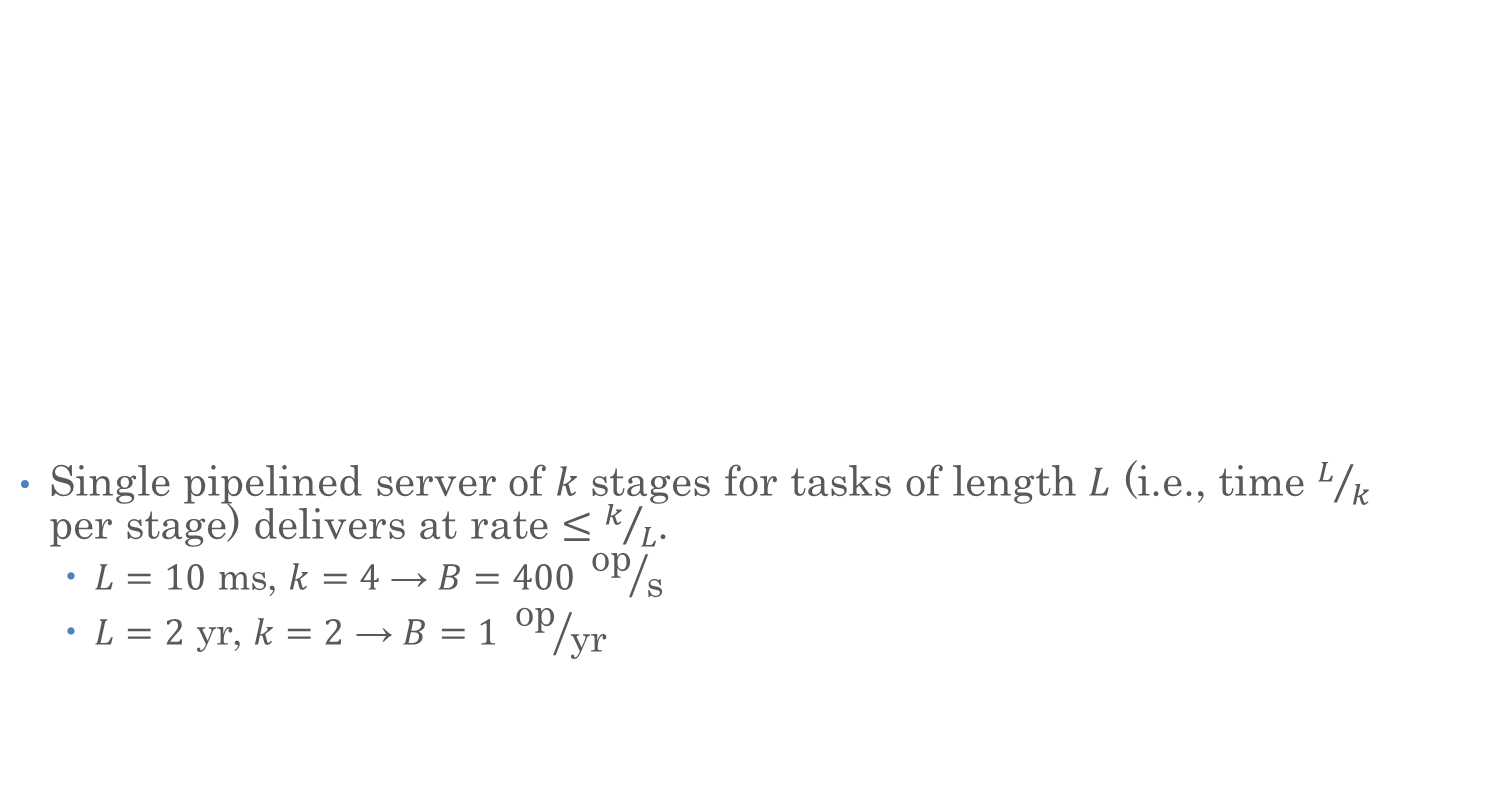 • Single pipelined server of k stages for tasks of length L (i.e., time L/k
per stage) delivers at rate ≤ k/L.
• L = 10 ms, k = 4 → B = 400 op/s
• L = 2 yr, k = 2 → B = 1 op/yr